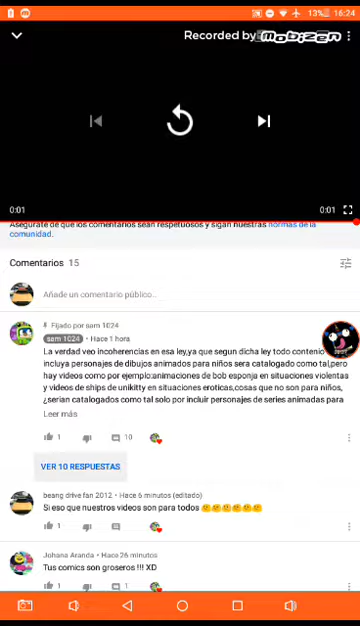 13% 16:24
Recorded by mobizen
0:01 0:01
Asegúrate de que los comentarios sean respetuosos y sigan nuestras normas de la
comunidad.
Comentarios 15
Añade un comentario público...
Fijado por sam 1024
sam 1024 • Hace 1 hora
La verdad veo incoherencias en esa ley,ya que segun dicha ley todo contenio
incluya personajes de dibujos animados para niños sera catalogado como tal,pero
hay videos como por ejemplo:animaciones de bob esponja en situaciones violentas
y videos de ships de unikitty en situaciones eroticas,cosas que no son para niños,
¿serian catalogados como tal solo por incluir personajes de series animadas para
Leer más
1 10
VER 10 RESPUESTAS
beang drive fan 2012 • Hace 6 minutos (editado)
Si eso que nuestros videos son para todos 
1
Johana Aranda • Hace 26 minutos
Tus comics son groseros !!! XD
1 1